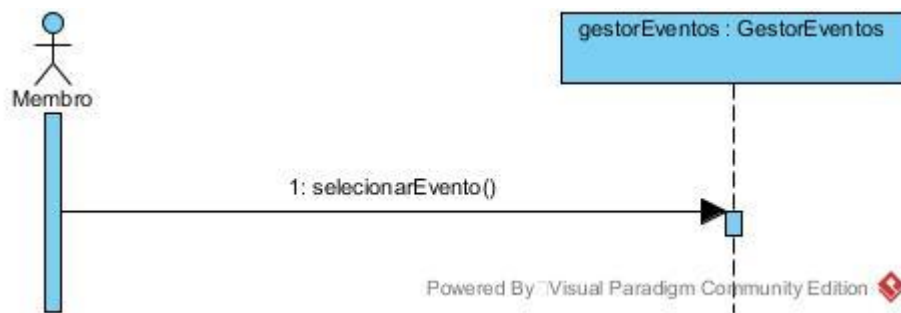 gestorEventos : GestorEventos
Membro
1: selecionarEvento()
Powered By Visual Paradigm Community Edition